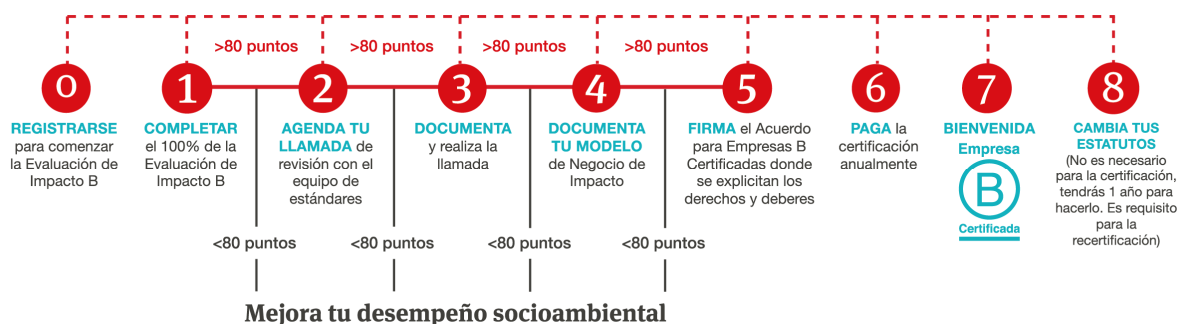 >80 puntos
>80 puntos
>80 puntos
>80 puntos
0
REGISTRARSE
para comenzar
la Evaluación de
Impacto B
1
COMPLETAR
el 100% de la
Evaluación de
Impacto B
2
AGENDA TU
LLAMADA de
revisión con el
equipo de
estándares
3
DOCUMENTA
y realiza la
llamada
4
DOCUMENTA
TU MODELO
de Negocio de
Impacto
5
FIRMA el Acuerdo
para Empresas B
Certificadas donde
se explicitan los
derechos y deberes
6
PAGA la
certificación
anualmente
7
BIENVENIDA
Empresa
B
Certificada
8
CAMBIA TUS
ESTATUTOS
(No es necesario
para la certificación,
tendrás 1 año para
hacerlo. Es requisito
para la
recertificación)
<80 puntos
<80 puntos
<80 puntos
<80 puntos
Mejora tu desempeño socioambiental